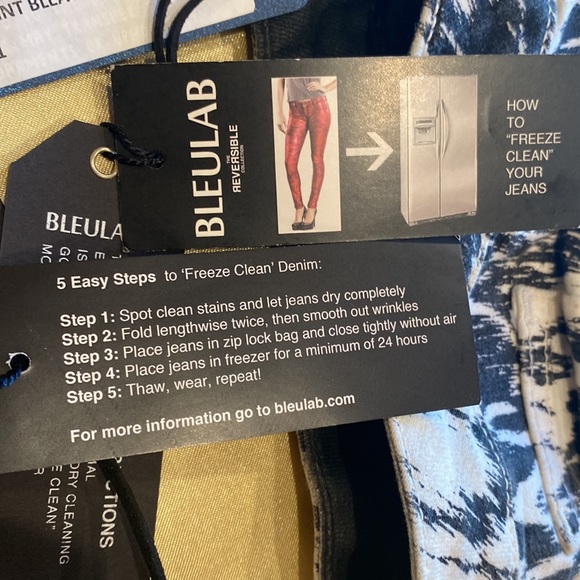 BLEULAB
THE
REVERSIBLE
COLLECTION
HOW
TO
“FREEZE
CLEAN”
YOUR
JEANS
5 Easy Steps to ‘Freeze Clean’ Denim:
Step 1: Spot clean stains and let jeans dry completely
Step 2: Fold lengthwise twice, then smooth out wrinkles
Step 3: Place jeans in zip lock bag and close tightly without air
Step 4: Place jeans in freezer for a minimum of 24 hours
Step 5: Thaw, wear, repeat!
For more information go to bleulab.com
BLEULA
IS
DRY CLEANING
CLEAN”